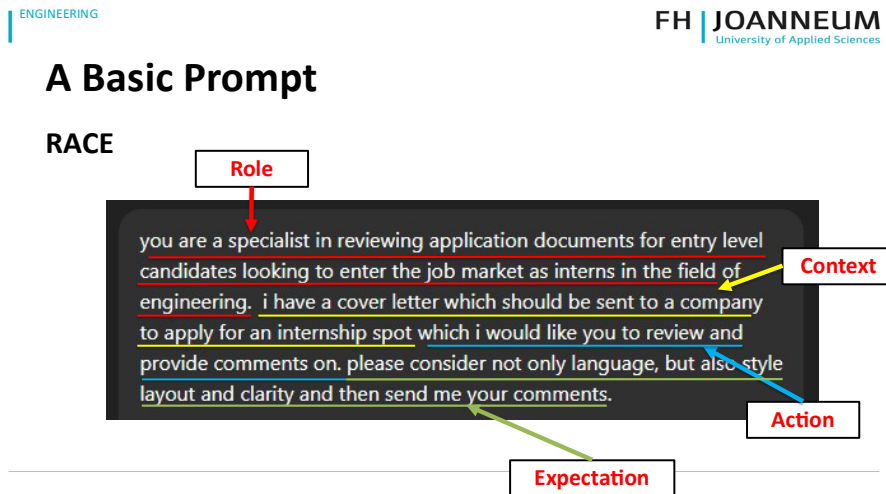 ENGINEERING
FH | JOANNEUM
University of Applied Sciences
A Basic Prompt
RACE
Role
you are a specialist in reviewing application documents for entry level
candidates looking to enter the job market as interns in the field of
Context
engineering. i have a cover letter which should be sent to a company
to apply for an internship spot which i would like you to review and
provide comments on. please consider not only language, but also style
layout and clarity and then send me your comments.
Action
Expectation